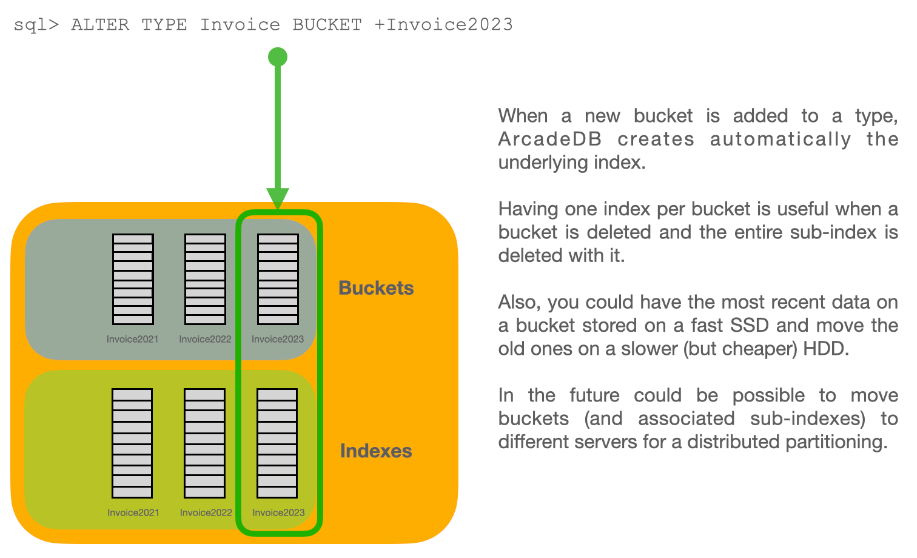 sql> ALTER TYPE Invoice BUCKET +Invoice2023
When a new bucket is added to a type,
ArcadeDB creates automatically the
underlying index.
Having one index per bucket is useful when a
bucket is deleted and the entire sub-index is
deleted with it.
Also, you could have the most recent data on
a bucket stored on a fast SSD and move the
old ones on a slower (but cheaper) HDD.
In the future could be possible to move
buckets (and associated sub-indexes) to
different servers for a distributed partitioning.
Buckets
Invoice2021
Invoice2022
Invoice2023
Indexes
Invoice2021
Invoice2022
Invoice2023